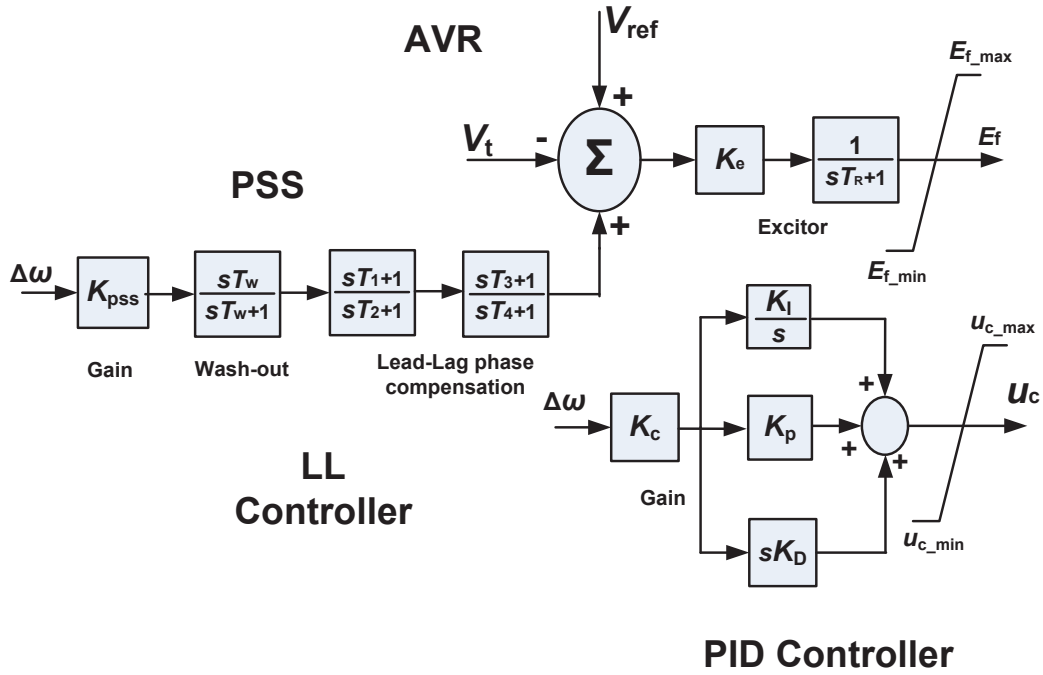 AVR
V_ref
E_f_max
+
V_t
-
Σ
K_e
1
sT_R+1
E_f
PSS
+
Excitor
E_f_min
Δω
K_pss
sT_w
sT_w+1
sT_1+1
sT_2+1
sT_3+1
sT_4+1
Gain
Wash-out
Lead-Lag phase
compensation
K_I
s
u_c_max
Δω
K_c
K_p
+
+
+
u_c
LL
Controller
Gain
sK_D
u_c_min
PID Controller